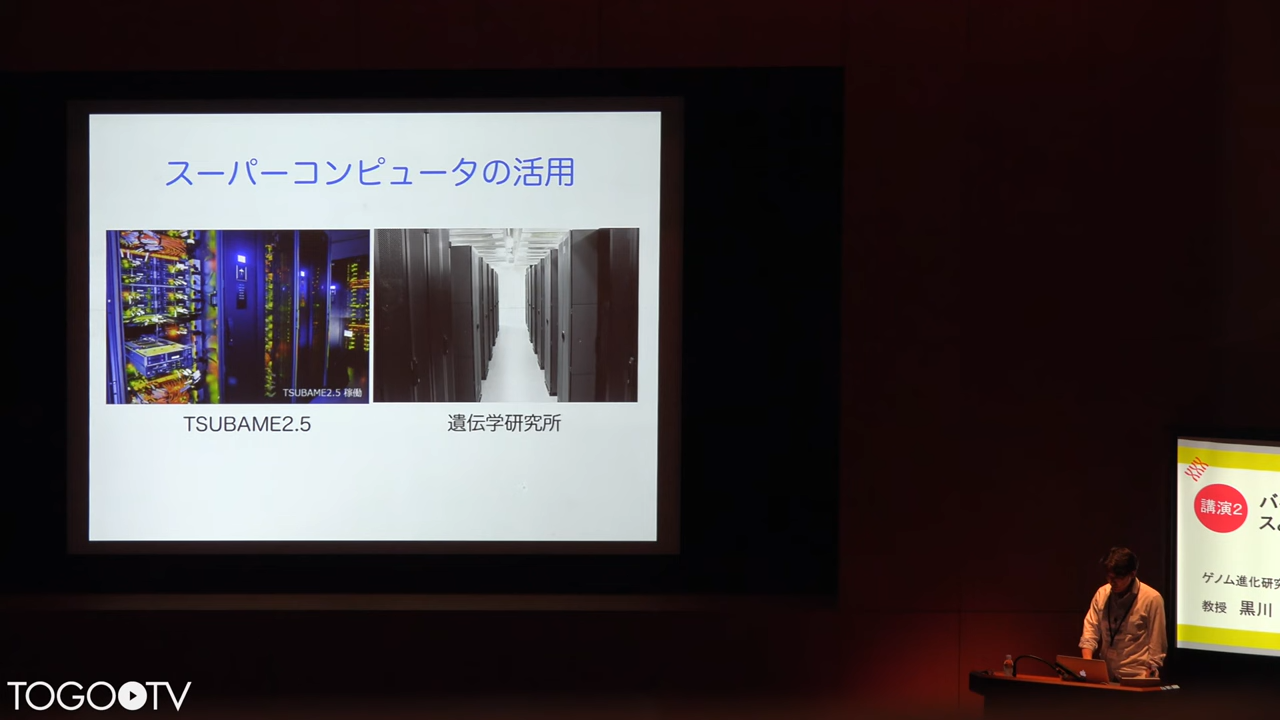 スーパーコンピュータの活用
TSUBAME2.5 稼働
TSUBAME2.5
遺伝学研究所
講演2
バ
ス
ゲノム進化研究
教授 黒川
TOGOTV